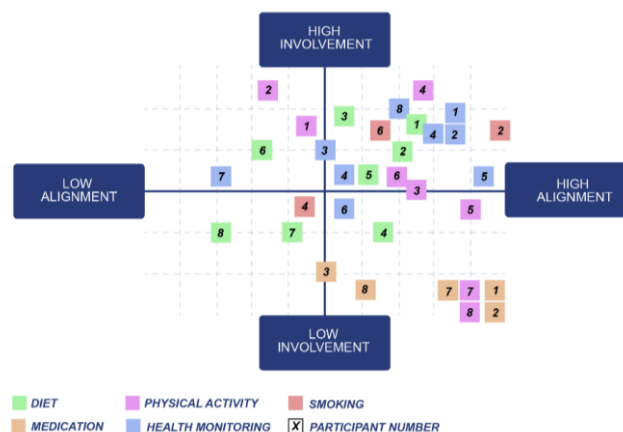 HIGH
INVOLVEMENT
2
4
8
1
3
1
6
1
4
2
2
6
3
2
7
4
5
6
5
LOW
ALIGNMENT
HIGH
ALIGNMENT
3
4
6
5
8
7
4
3
8
7
7
1
8
2
LOW
INVOLVEMENT
DIET
PHYSICAL ACTIVITY
SMOKING
MEDICATION
HEALTH MONITORING
X
PARTICIPANT NUMBER